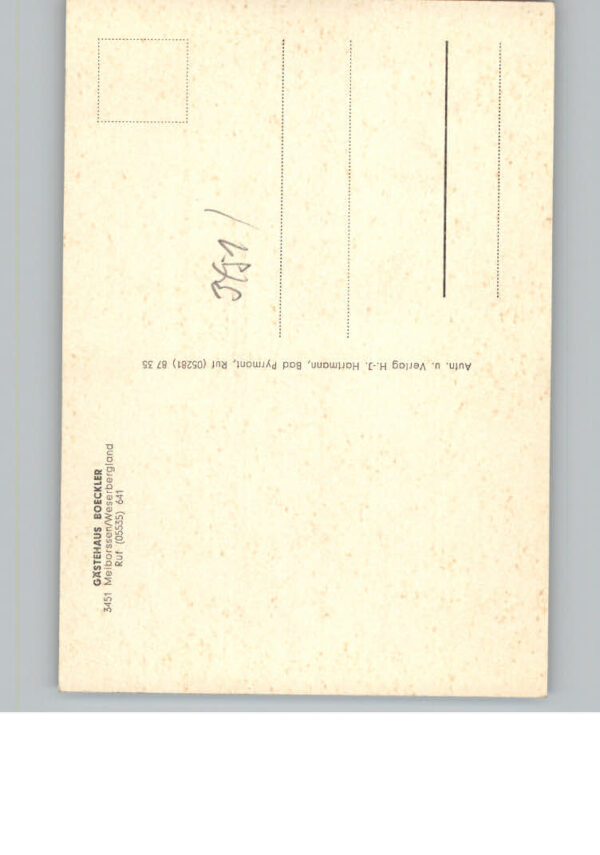 GÄSTEHAUS BOECKLER
3451 Meiborssen/Weserbergland
Ruf (05535) 641
Aufn. u. Verlag H.-J. Hartmann, Bad Pyrmont, Ruf (05281) 87 35
3451